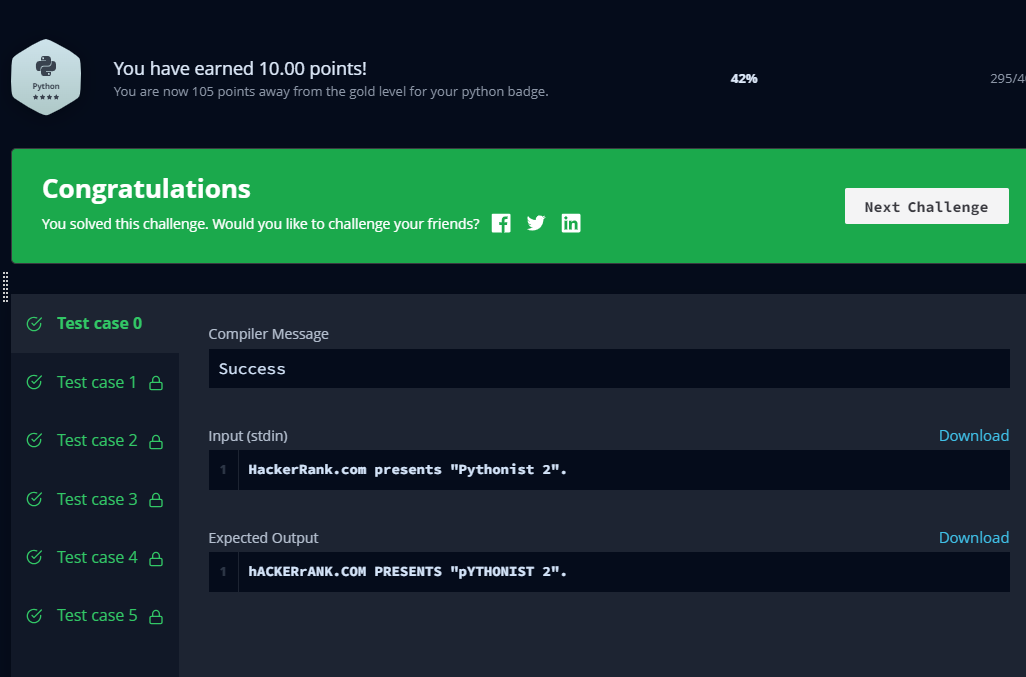 Python
You have earned 10.00 points!
You are now 105 points away from the gold level for your python badge.
42%
295/40
Congratulations
You solved this challenge. Would you like to challenge your friends?
Next Challenge
Test case 0
Test case 1
Test case 2
Test case 3
Test case 4
Test case 5
Compiler Message
Success
Input (stdin)
Download
1 HackerRank.com presents "Pythonist 2".
Expected Output
Download
1 hACKERrANK.COM PRESENTS "pYTHONIST 2".